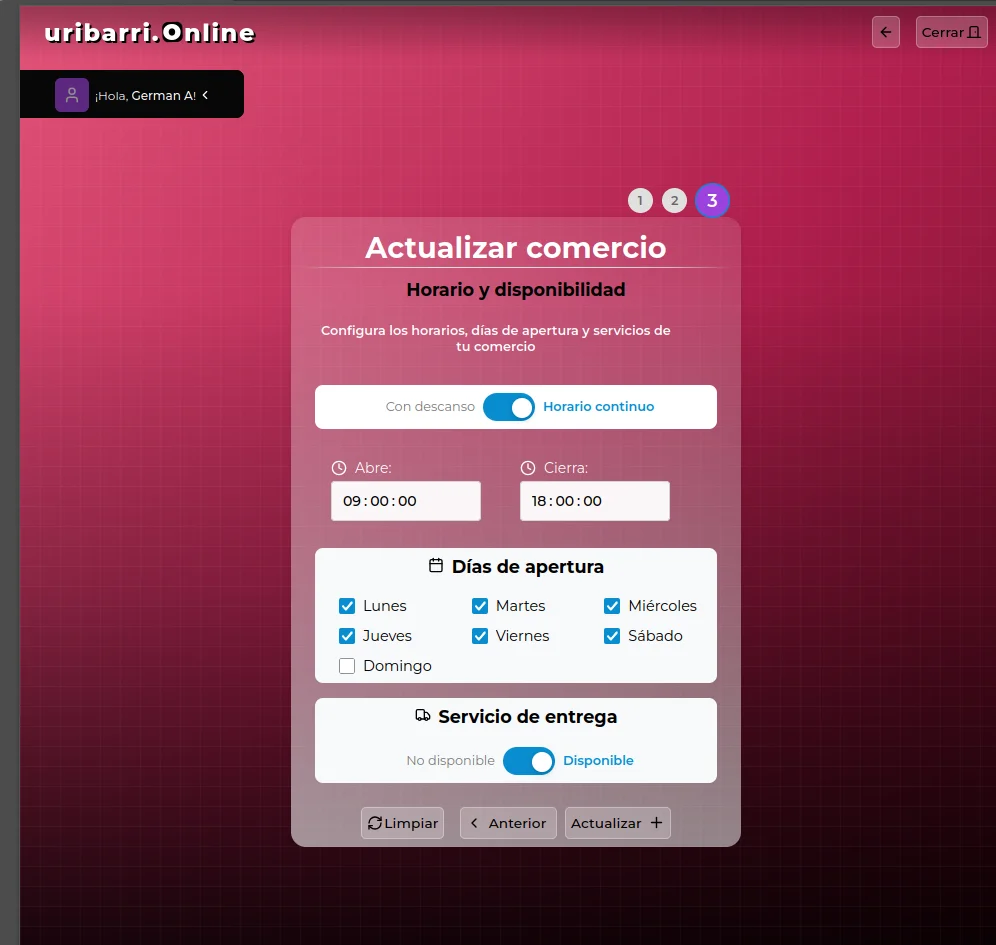 uribarri.Online
Cerrar
¡Hola, German A!
1 2 3
Actualizar comercio
Horario y disponibilidad
Configura los horarios, días de apertura y servicios de
tu comercio
Con descanso Horario continuo
Abre: Cierra:
09:00:00 18:00:00
Días de apertura
Lunes Martes Miércoles
Jueves Viernes Sábado
Domingo
Servicio de entrega
No disponible Disponible
Limpiar Anterior Actualizar